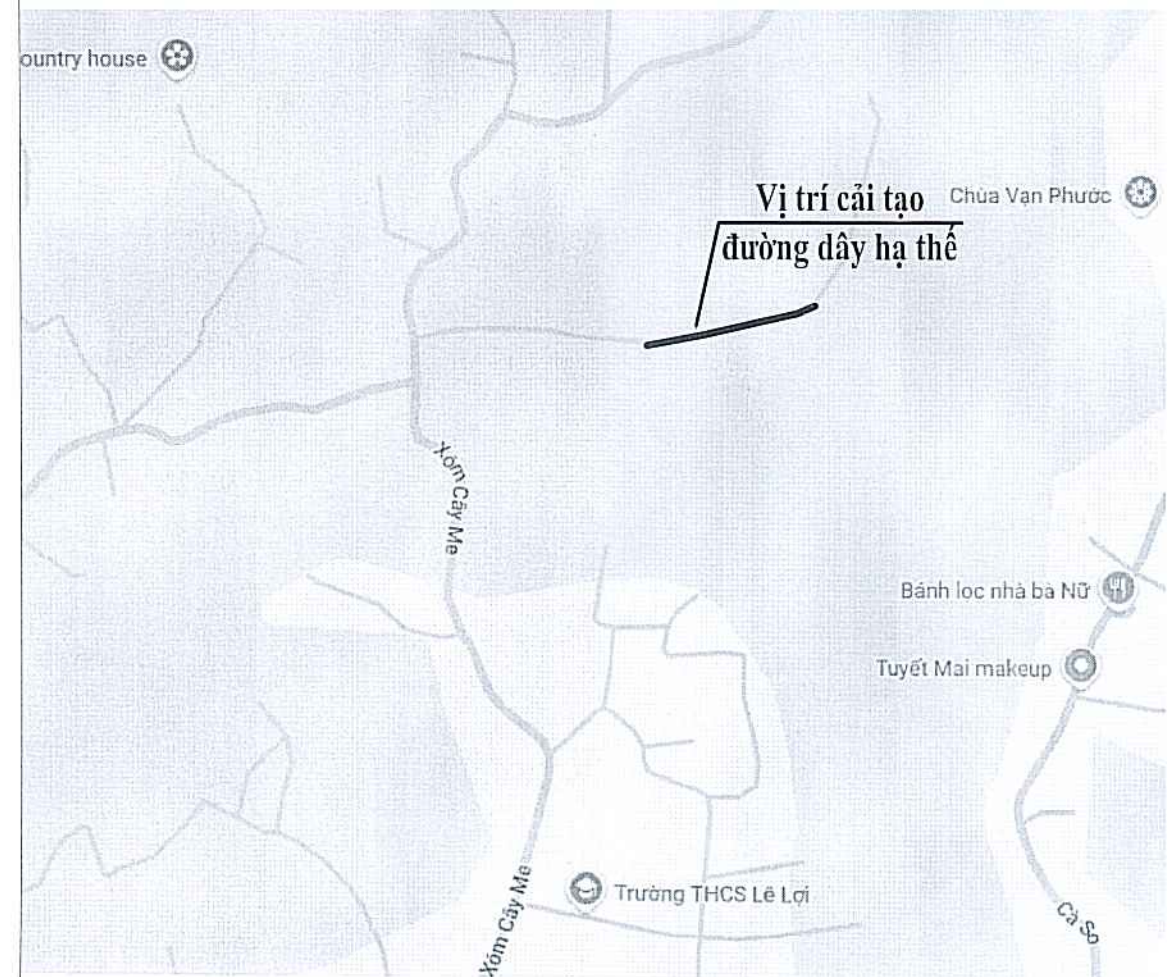 ountry house
Vị trí cải tạo
đường dây hạ thế
Chùa Vạn Phước
Xóm Cây Me
Bánh lọc nhà bà Nữ
Tuyết Mai makeup
Trường THCS Lê Lợi
Xóm Cây Me
Cà So